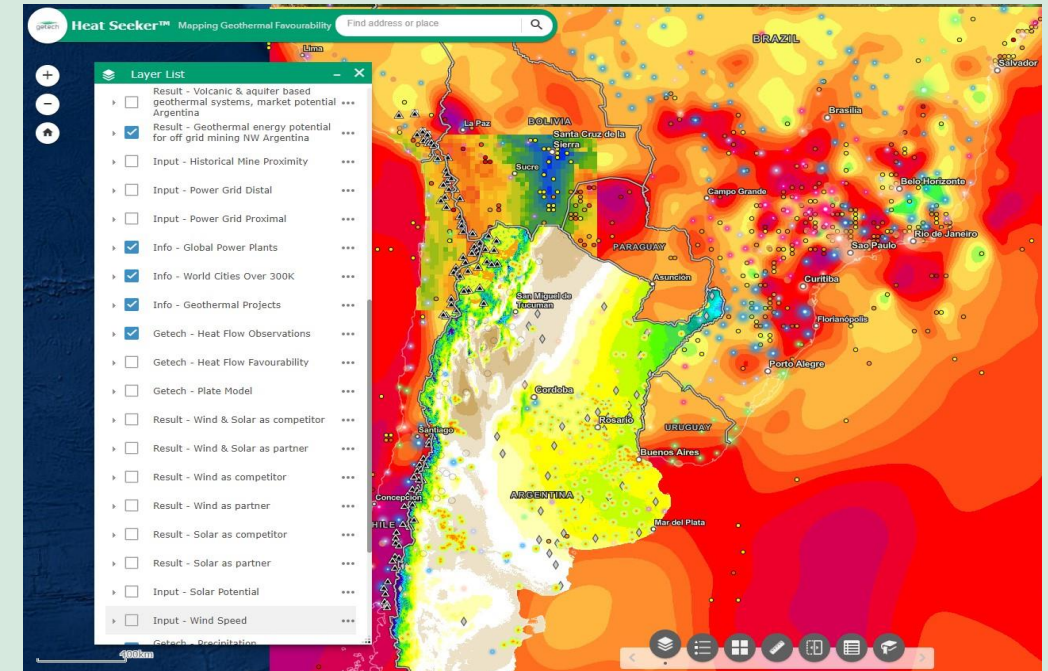 getech
Heat Seeker™ Mapping Geothermal Favourability
Find address or place
Layer List
Result - Volcanic & aquifer based
geothermal systems, market potential
Argentina
Result - Geothermal energy potential
for off grid mining NW Argentina
Input - Historical Mine Proximity
Input - Power Grid Distal
Input - Power Grid Proximal
Info - Global Power Plants
Info - World Cities Over 300K
Info - Geothermal Projects
Getech - Heat Flow Observations
Getech - Heat Flow Favourability
Getech - Plate Model
Result - Wind & Solar as competitor
Result - Wind & Solar as partner
Result - Wind as competitor
Result - Wind as partner
Result - Solar as competitor
Result - Solar as partner
Input - Solar Potential
Input - Wind Speed
Getech - Precipitation
400km
Lima
BRAZIL
Salvador
Brasilia
La Paz
BOLIVIA
Santa Cruz de la
Sierra
Sucre
Campo Grande
Belo Horizonte
Rio de Janeiro
Sao Paulo
PARAGUAY
Asunción
Curitiba
San Miguel de
Tucuman
Florianópolis
Porto Alegre
Cordoba
Rosario
Santiago
URUGUAY
Buenos Aires
Concepción
ARGENTINA
CHILE
Mar del Plata